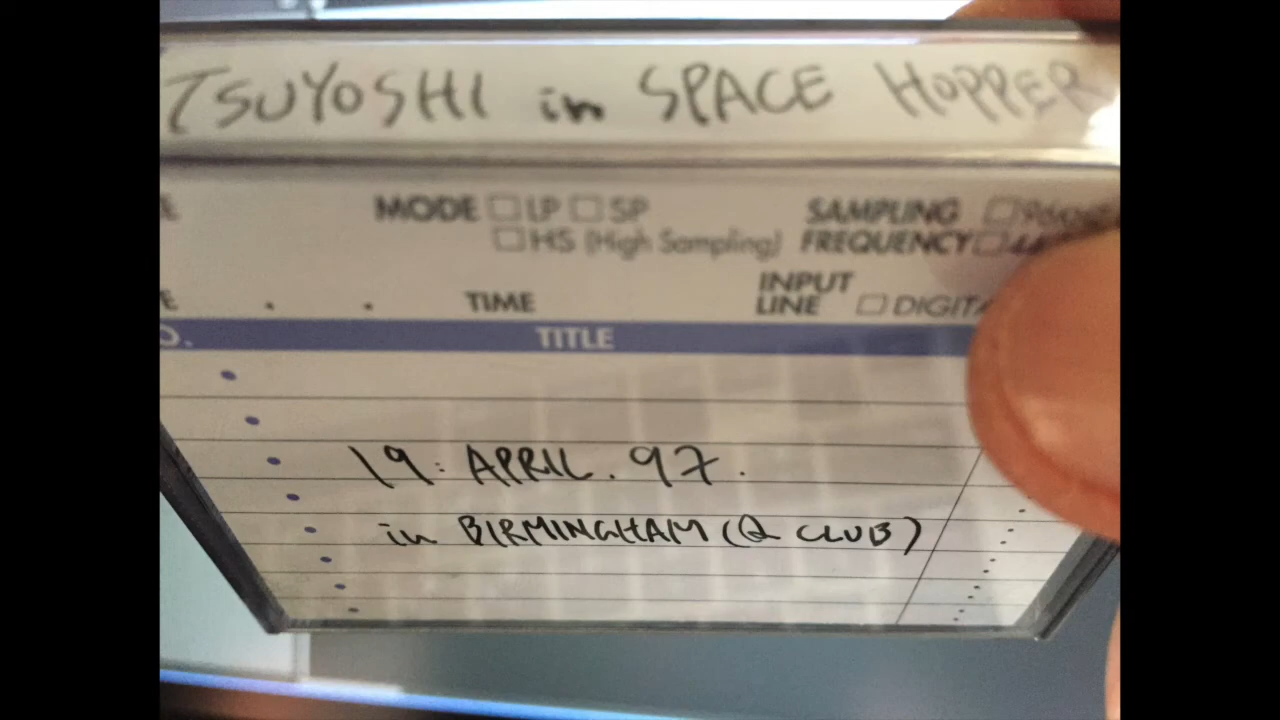 TSUYOSHI in SPACE HOPPER
E MODE □ LP □ SP SAMPLING □
□ HS (High Sampling) FREQUENCY □
INPUT
E . . TIME LINE □ DIGITA
O. TITLE
19: APRIL. 97.
in BIRMINGHAM (Q CLUB)